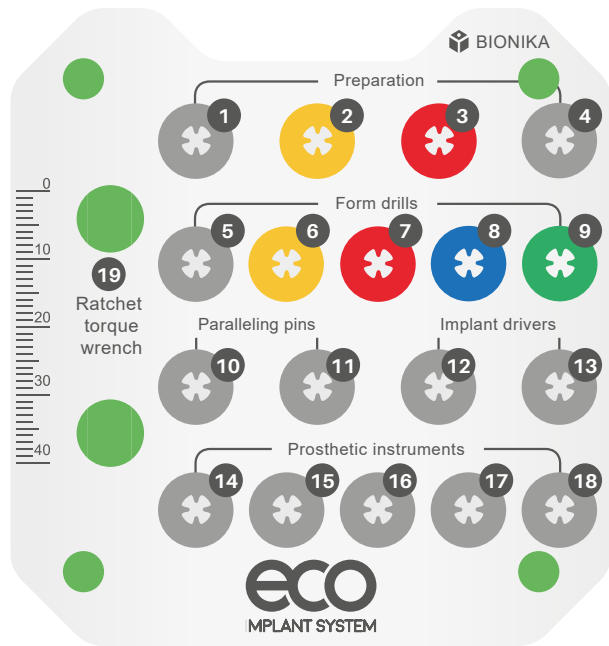 BIONIKA
Preparation
1 2 3 4
0
Form drills
5 6 7 8 9
10
19
Ratchet
torque
wrench
20
Paralleling pins Implant drivers
10 11 12 13
30
40
Prosthetic instruments
14 15 16 17 18
eco
IMPLANT SYSTEM